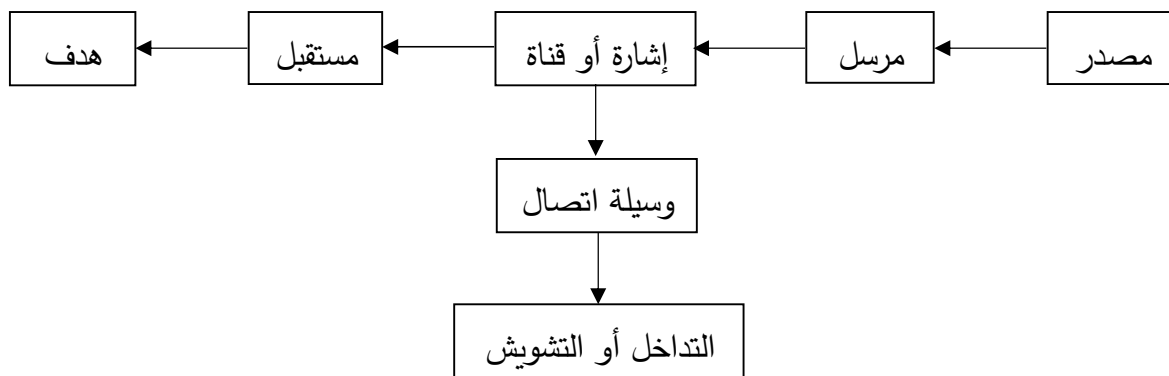 مصدر
مرسل
إشارة أو قناة
مستقبل
هدف
وسيلة اتصال
التداخل أو التشويش